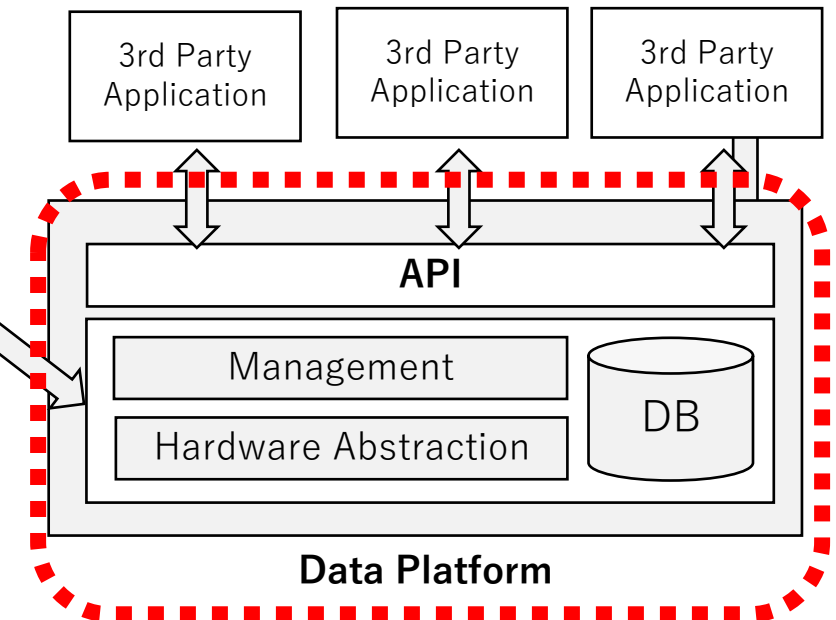 3rd Party
Application
3rd Party
Application
3rd Party
Application
API
Management
Hardware Abstraction
DB
Data Platform